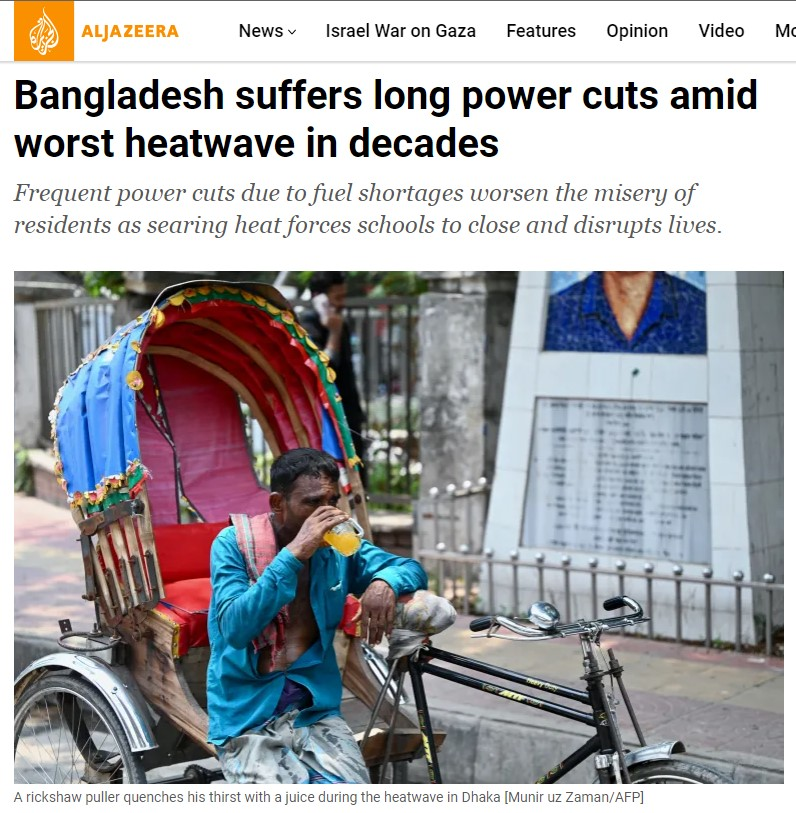 ALJAZEERA
News
Israel War on Gaza
Features
Opinion
Video
Mo
Bangladesh suffers long power cuts amid
worst heatwave in decades
Frequent power cuts due to fuel shortages worsen the misery of
residents as searing heat forces schools to close and disrupts lives.
A rickshaw puller quenches his thirst with a juice during the heatwave in Dhaka [Munir uz Zaman/AFP]